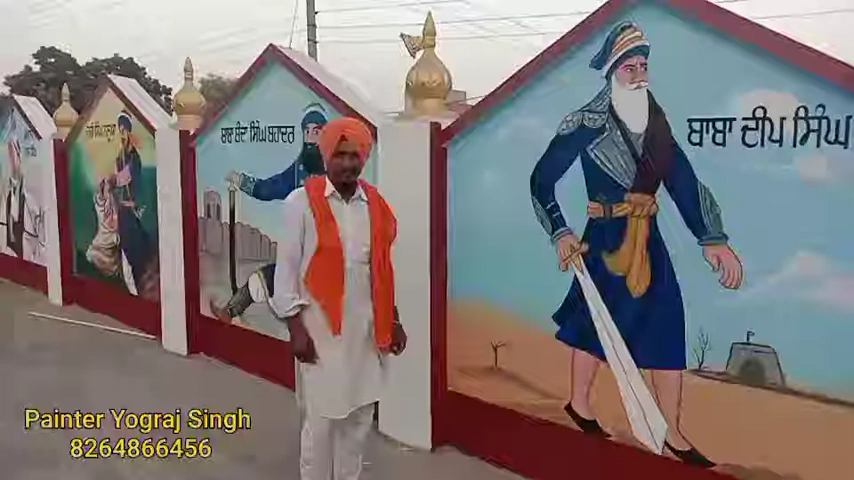 ਬਾਬਾ ਬੰਦਾ ਸਿੰਘ ਬਹਾਦਰ
ਬਾਬਾ ਦੀਪ ਸਿੰਘ
Painter Yograj Singh
8264866456